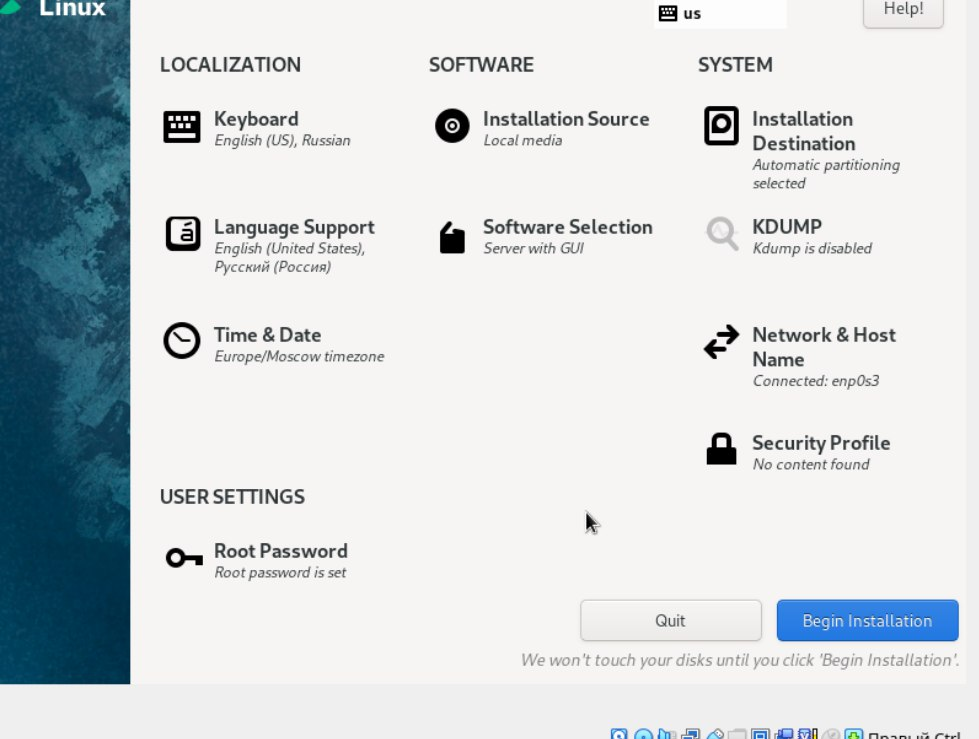 Linux
us
Help!
LOCALIZATION
SOFTWARE
SYSTEM
Keyboard
English (US), Russian
Installation Source
Local media
Installation
Destination
Automatic partitioning
selected
Language Support
English (United States),
Русский (Россия)
Software Selection
Server with GUI
KDUMP
Kdump is disabled
Time & Date
Europe/Moscow timezone
Network & Host
Name
Connected: enp0s3
Security Profile
No content found
USER SETTINGS
Root Password
Root password is set
Quit
Begin Installation
We won't touch your disks until you click 'Begin Installation'.
Правый Ctrl